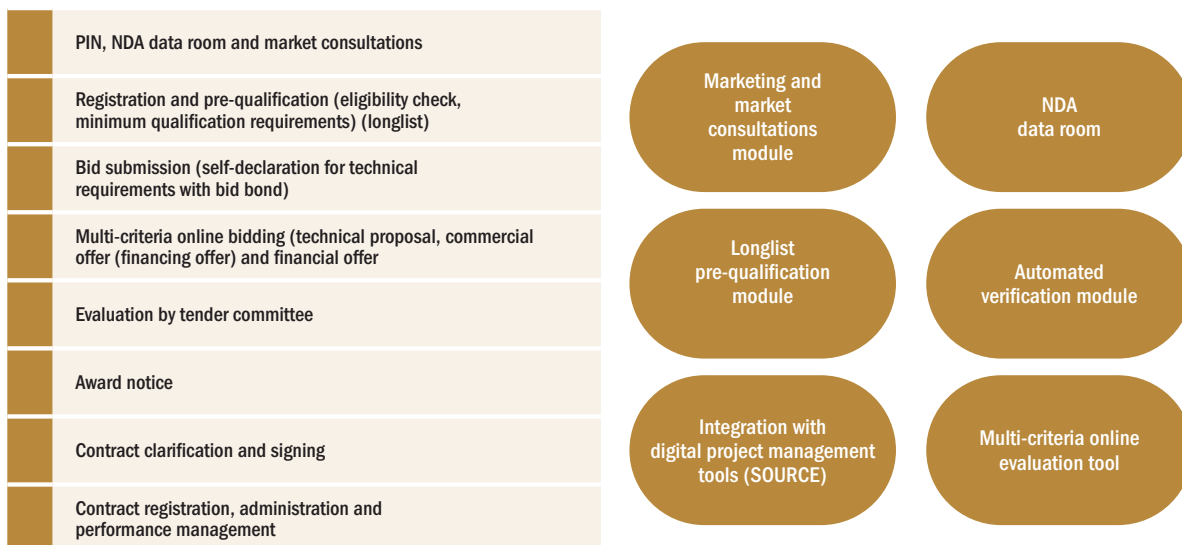 PIN, NDA data room and market consultations
Registration and pre-qualification (eligibility check,
minimum qualification requirements) (longlist)
Bid submission (self-declaration for technical
requirements with bid bond)
Multi-criteria online bidding (technical proposal, commercial
offer (financing offer) and financial offer
Evaluation by tender committee
Award notice
Contract clarification and signing
Contract registration, administration and
performance management
Marketing and
market
consultations
module
NDA
data room
Longlist
pre-qualification
module
Automated
verification module
Integration with
digital project management
tools (SOURCE)
Multi-criteria online
evaluation tool